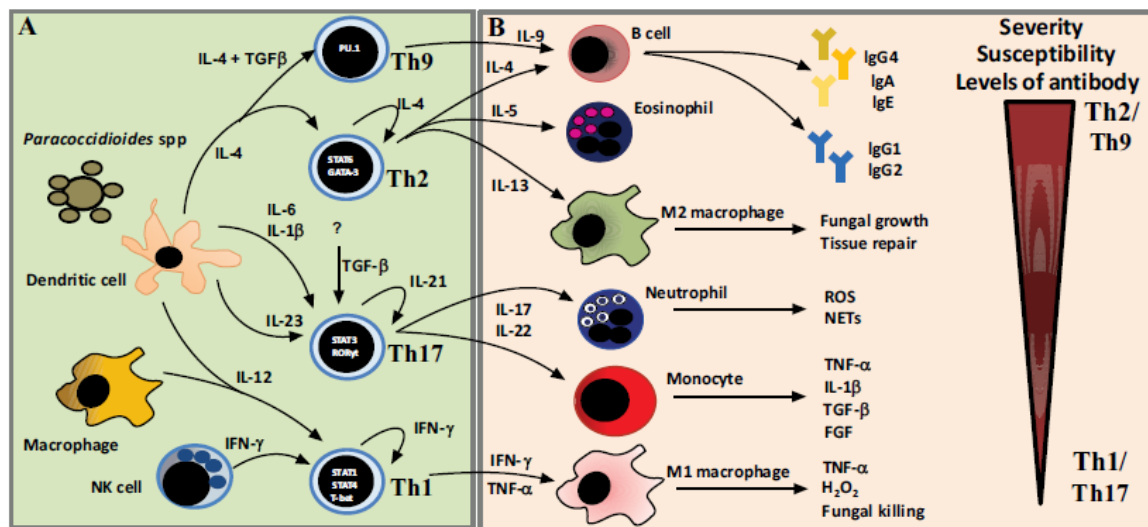 A
Paracoccidioides spp
Dendritic cell
Macrophage
NK cell
IL-4 + TGFβ
IL-4
PU.1
Th9
IL-4
STAT6
GATA-3
Th2
IL-6
IL-1β
?
TGF-β
IL-21
IL-23
STAT3
RORγt
Th17
IL-12
IFN-γ
IFN-γ
STAT1
STAT4
T-bet
Th1
B
IL-9
IL-4
B cell
IgG4
IgA
IgE
IgG1
IgG2
IL-5
Eosinophil
IL-13
M2 macrophage
Fungal growth
Tissue repair
IL-17
IL-22
Neutrophil
ROS
NETs
Monocyte
TNF-α
IL-1β
TGF-β
FGF
IFN-γ
TNF-α
M1 macrophage
TNF-α
H₂O₂
Fungal killing
Severity
Susceptibility
Levels of antibody
Th2/
Th9
Th1/
Th17